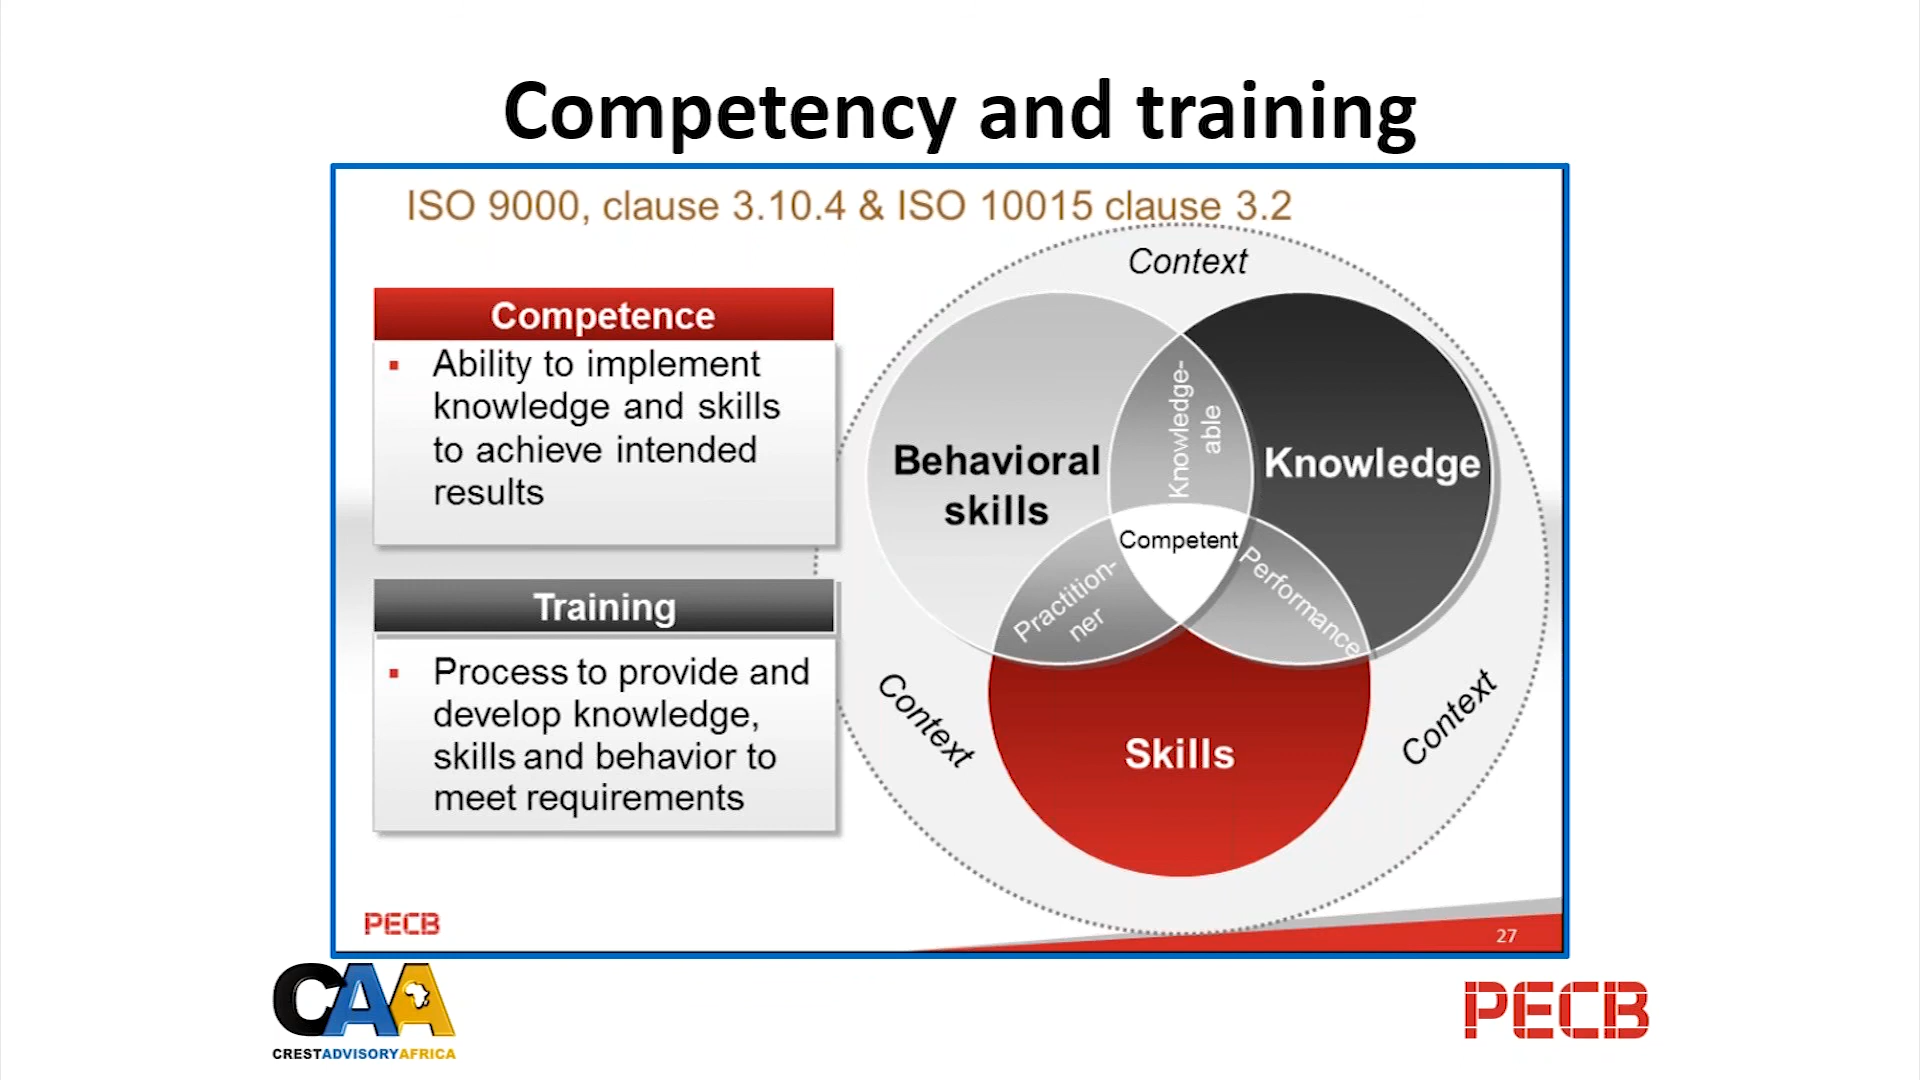 Competency and training
ISO 9000, clause 3.10.4 & ISO 10015 clause 3.2
Competence
Ability to implement
knowledge and skills
to achieve intended
results
Training
Process to provide and
develop knowledge,
skills and behavior to
meet requirements
Context
Behavioral
skills
Knowledge-
able
Knowledge
Competent
Practition-
ner
Performance
Skills
Context
Context
PECB
27
CAA
CRESTADVISORYAFRICA
PECB